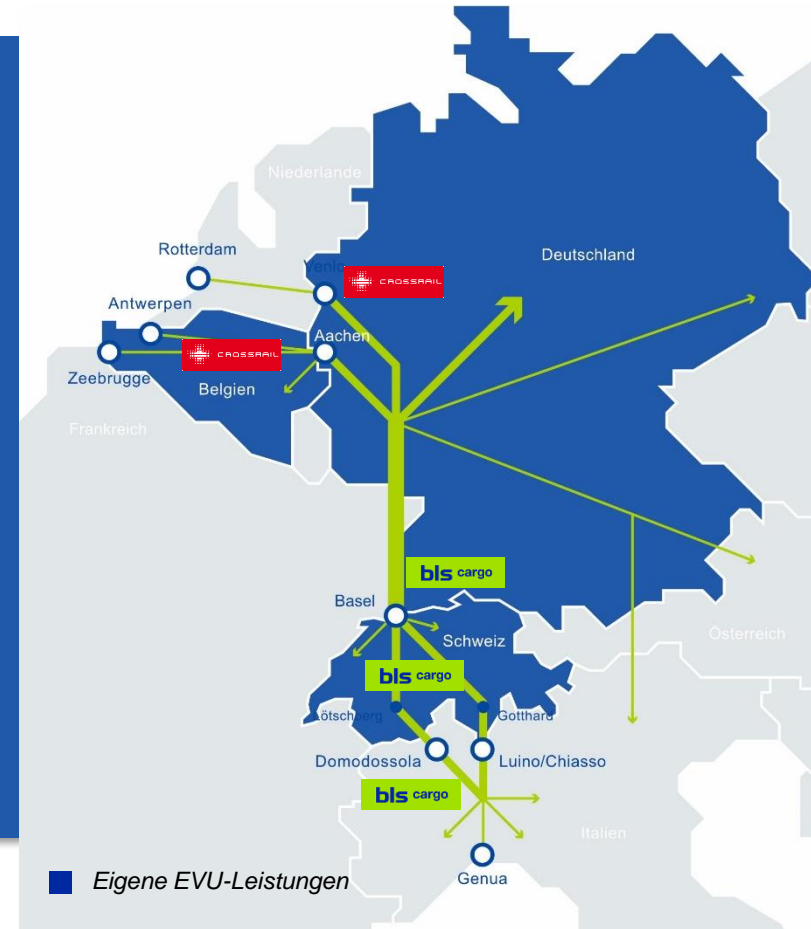 Niederlande
Rotterdam
Deutschland
Venlo
CROSSRAIL
Antwerpen
Aachen
CROSSRAIL
Zeebrugge
Belgien
Frankreich
bls cargo
Basel
Schweiz
Österreich
bls cargo
Lötschberg
Gotthard
Domodossola
Luino/Chiasso
bls cargo
Italien
Genua
Eigene EVU-Leistungen